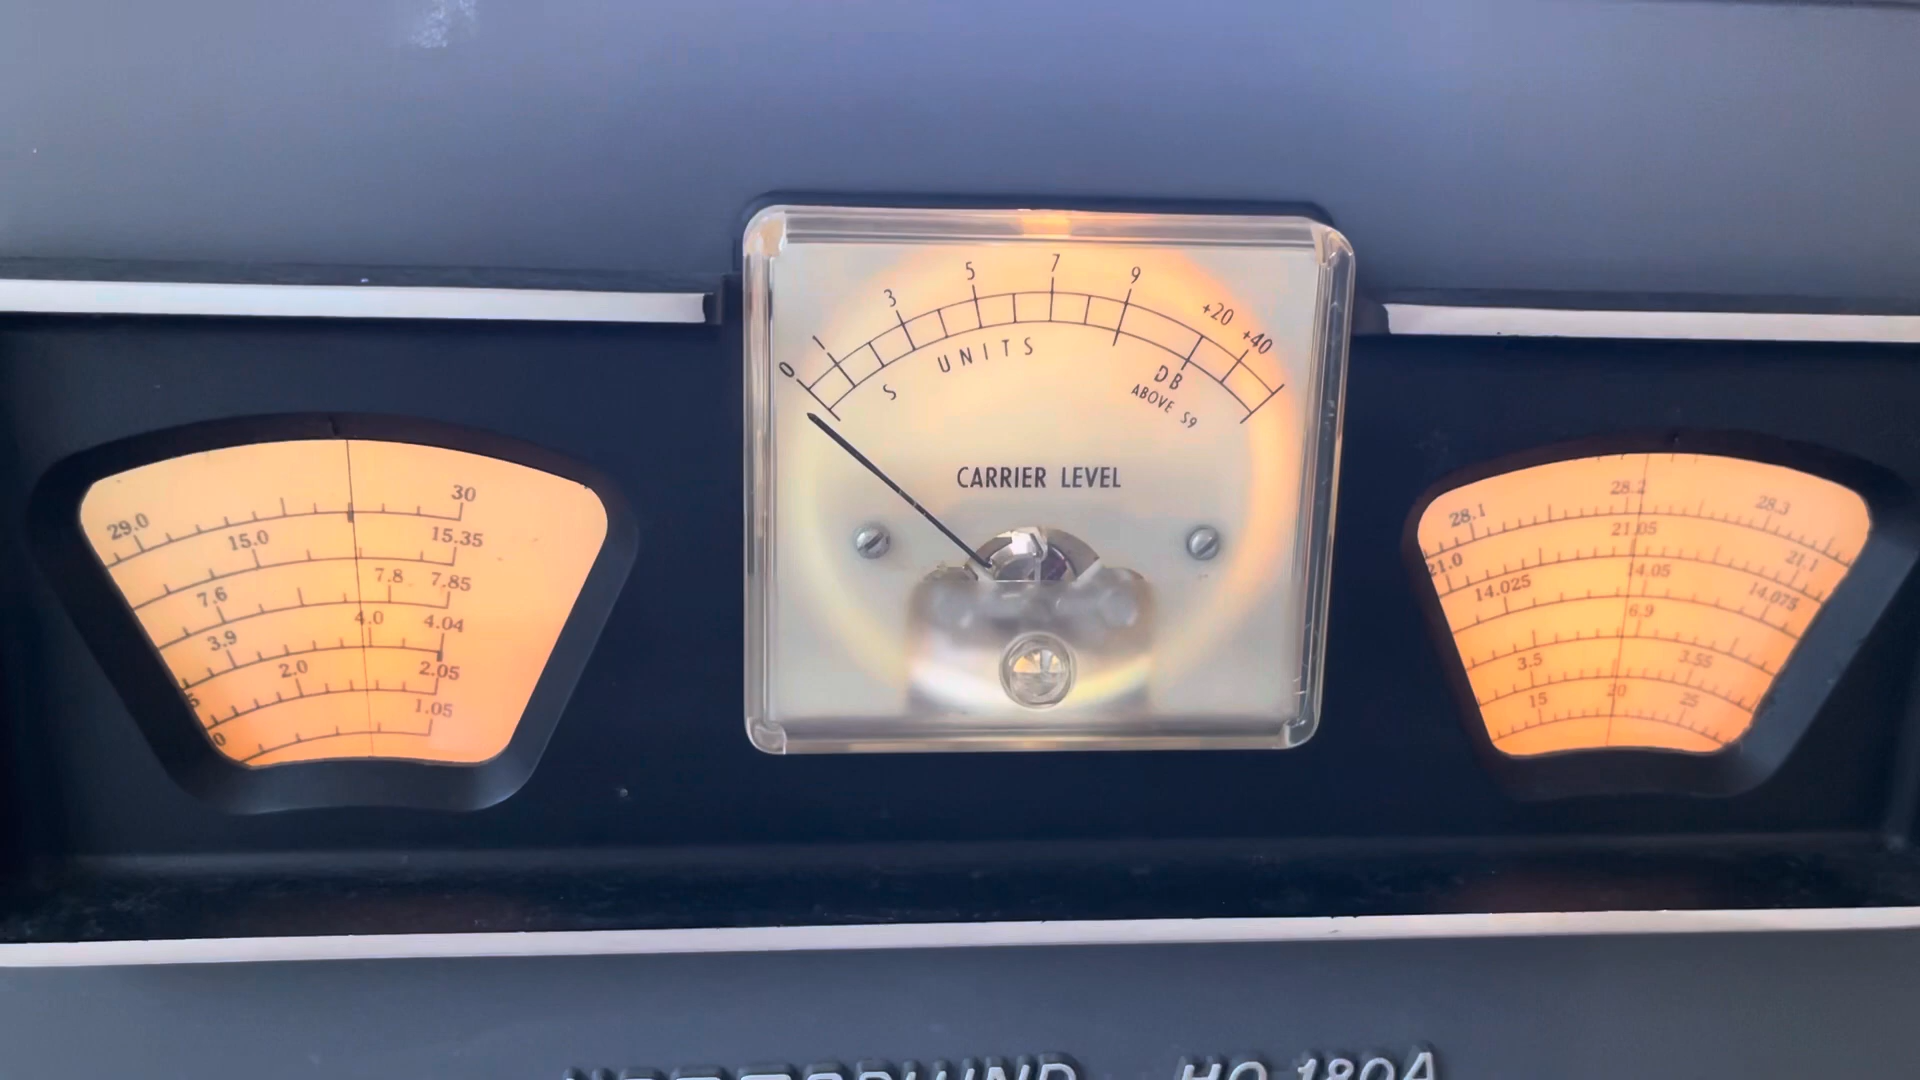 0 1 3 5 7 9 +20 +40
S UNITS
DB
ABOVE S9
CARRIER LEVEL
29.0 30
15.0 15.35
7.6 7.8 7.85
3.9 4.0 4.04
2.0 2.05
1.05
28.1 28.2 28.3
21.0 21.05 21.1
14.025 14.05 14.075
6.9
3.5 3.55
15 20 25
HQ-180A